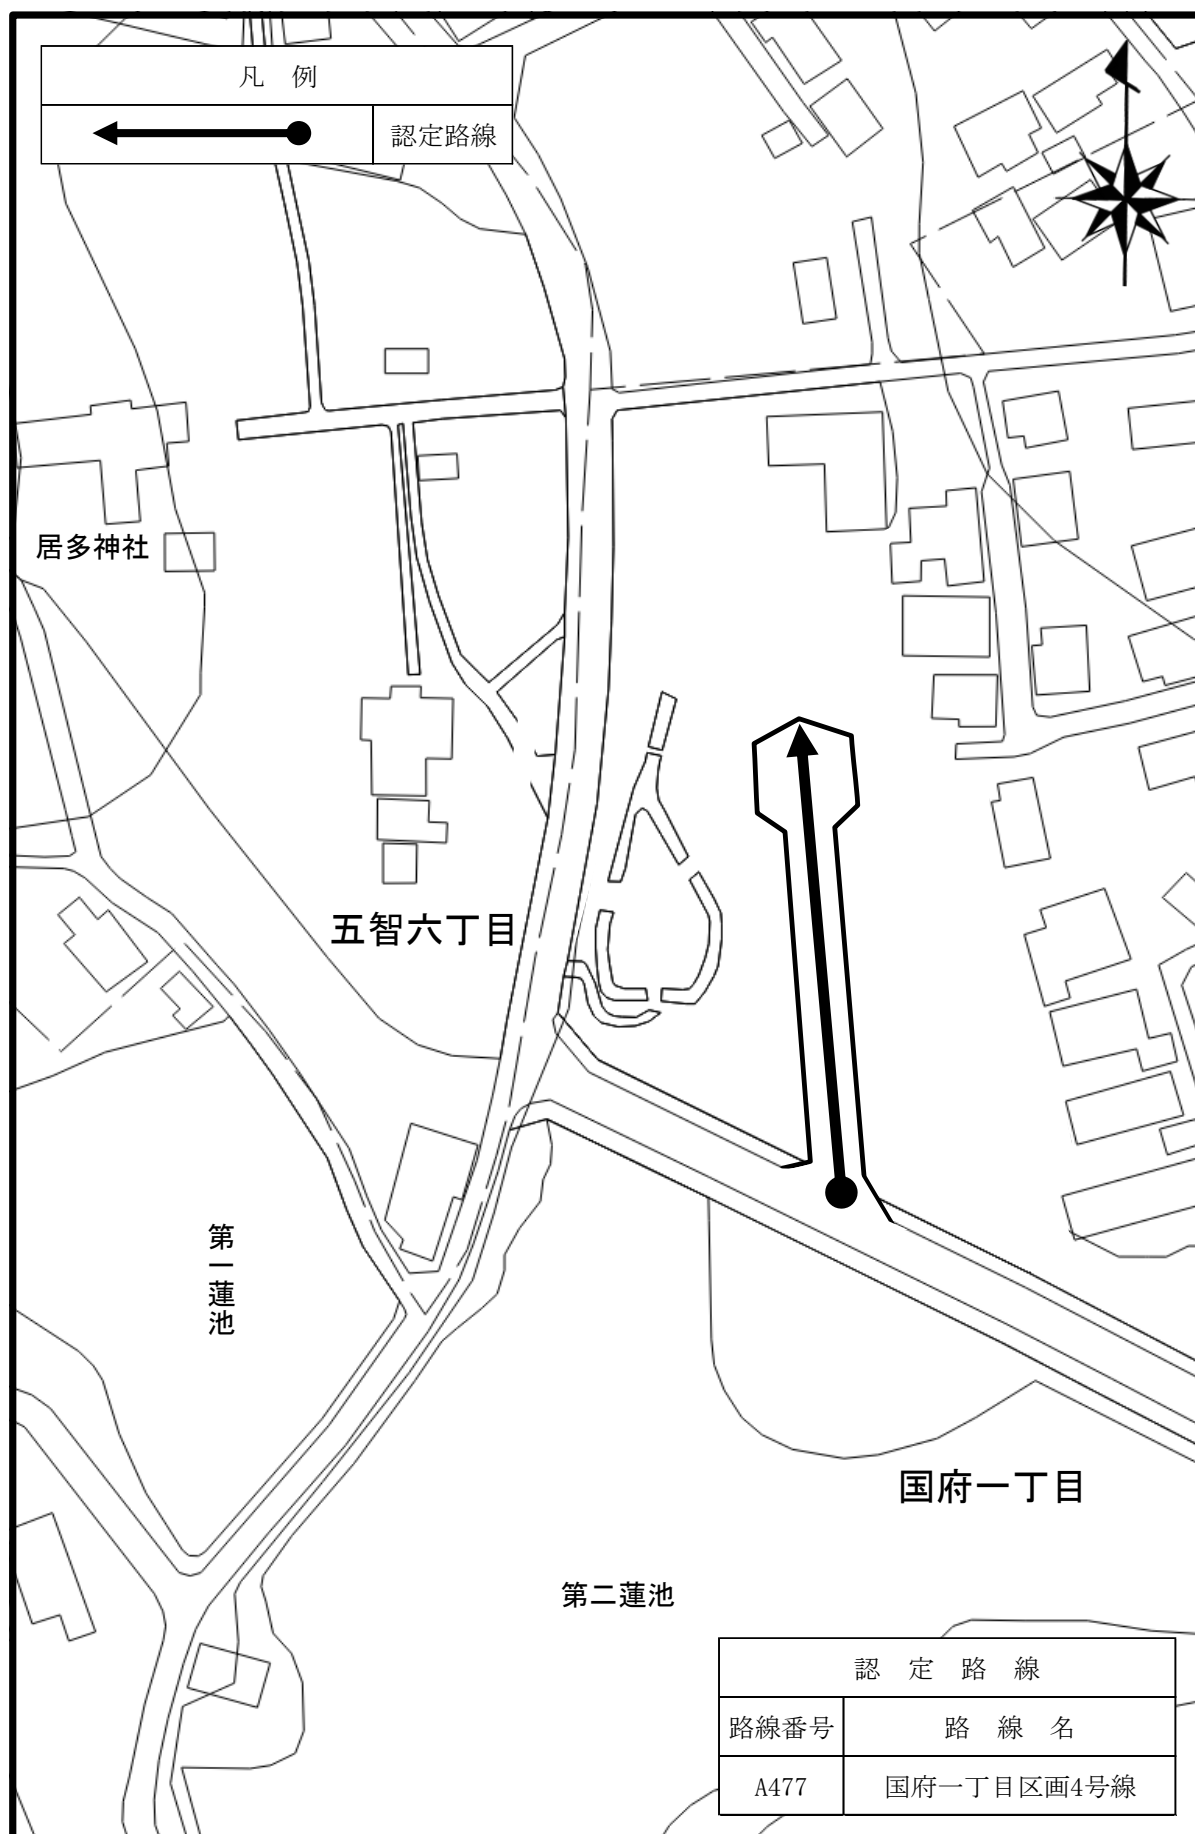 凡 例
認定路線
居多神社
五智六丁目
第一蓮池
国府一丁目
第二蓮池
認 定 路 線
路線番号 路 線 名
A477 国府一丁目区画4号線